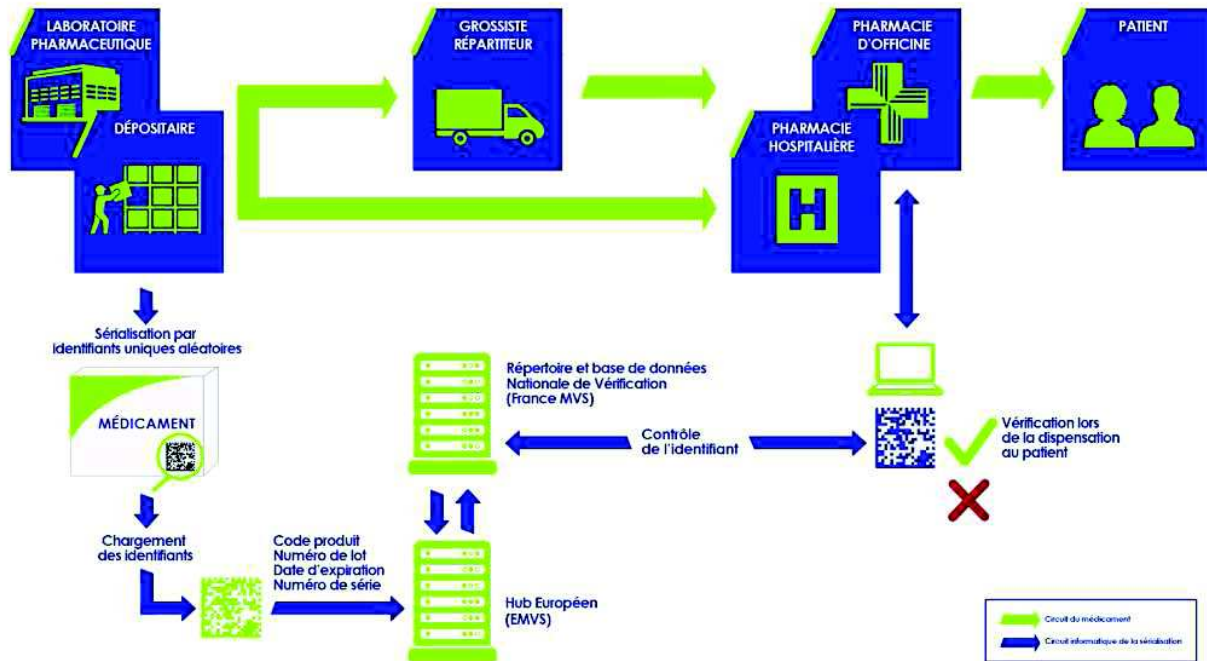 LABORATOIRE
PHARMACEUTIQUE
DÉPOSITAIRE
GROSSISTE
RÉPARTITEUR
PHARMACIE
D'OFFICINE
PHARMACIE
HOSPITALIÈRE
H
PATIENT
Sérialisation par
identifiants uniques aléatoires
MÉDICAMENT
Chargement
des identifiants
Code produit
Numéro de lot
Date d'expiration
Numéro de série
Répertoire et base de données
Nationale de Vérification
(France MVS)
Hub Européen
(EMVS)
Contrôle
de l'identifiant
Vérification lors
de la dispensation
au patient
Circuit du médicament
Circuit informatique de la sérialisation